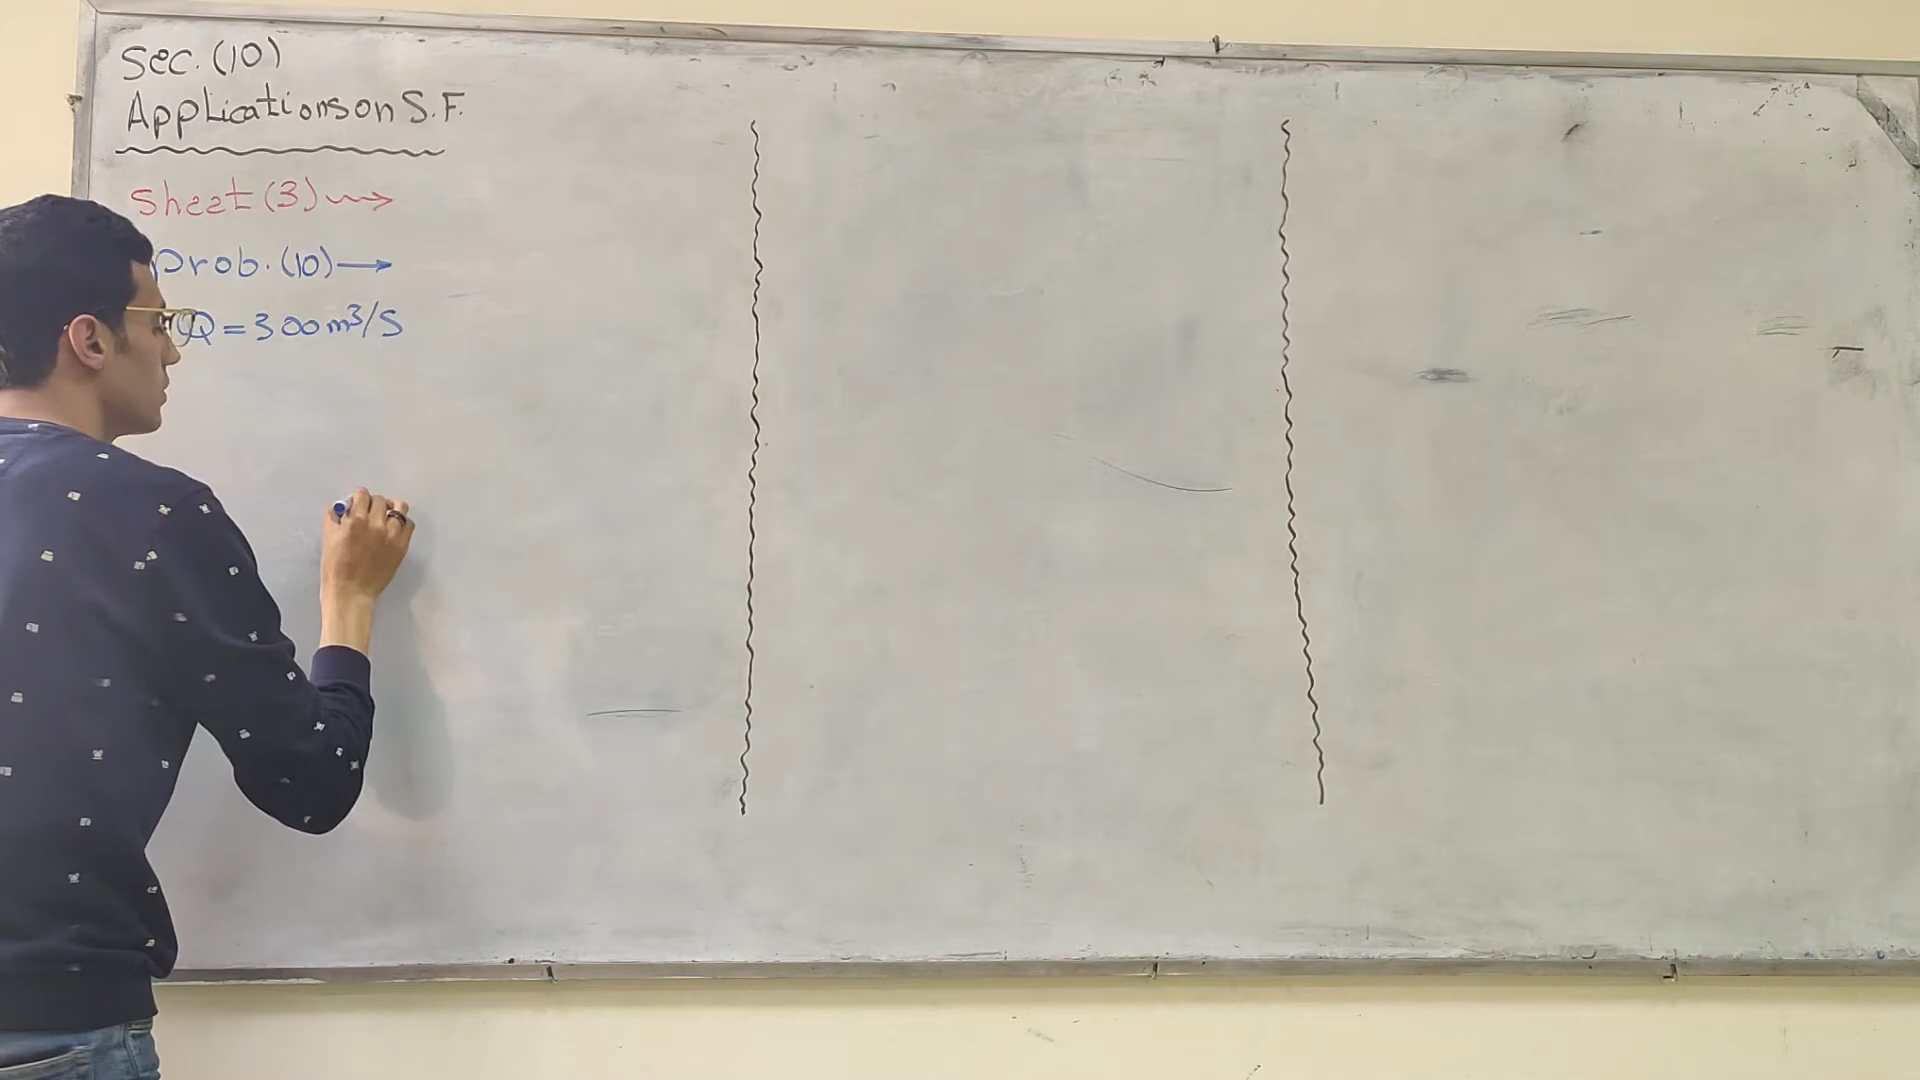 Sec. (10)
Applications on S.F.
Sheet (3)
Prob. (10) →
Q = 300 m³/S